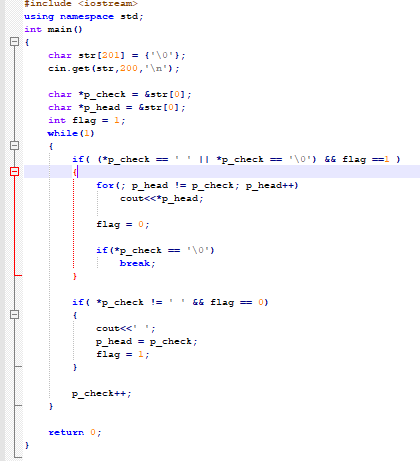 #include <iostream>
using namespace std;
int main()
{
char str[201] = {'\0'};
cin.get(str,200,'\n');
char *p_check = &str[0];
char *p_head = &str[0];
int flag = 1;
while(1)
{
if( (*p_check == ' ' || *p_check == '\0') && flag ==1 )
{
for(; p_head != p_check; p_head++)
cout<<*p_head;
flag = 0;
if(*p_check == '\0')
break;
}
if( *p_check != ' ' && flag == 0)
{
cout<<' ';
p_head = p_check;
flag = 1;
}
p_check++;
}
return 0;
}